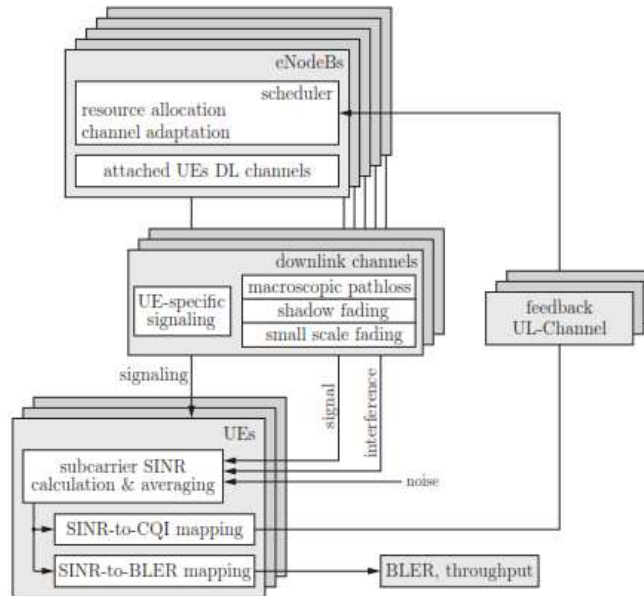 eNodeBs
scheduler
resource allocation
channel adaptation
attached UEs DL channels
downlink channels
UE-specific
signaling
macroscopic pathloss
shadow fading
small scale fading
feedback
UL-Channel
signaling
signal
interference
UEs
subcarrier SINR
calculation & averaging
noise
SINR-to-CQI mapping
SINR-to-BLER mapping
BLER, throughput